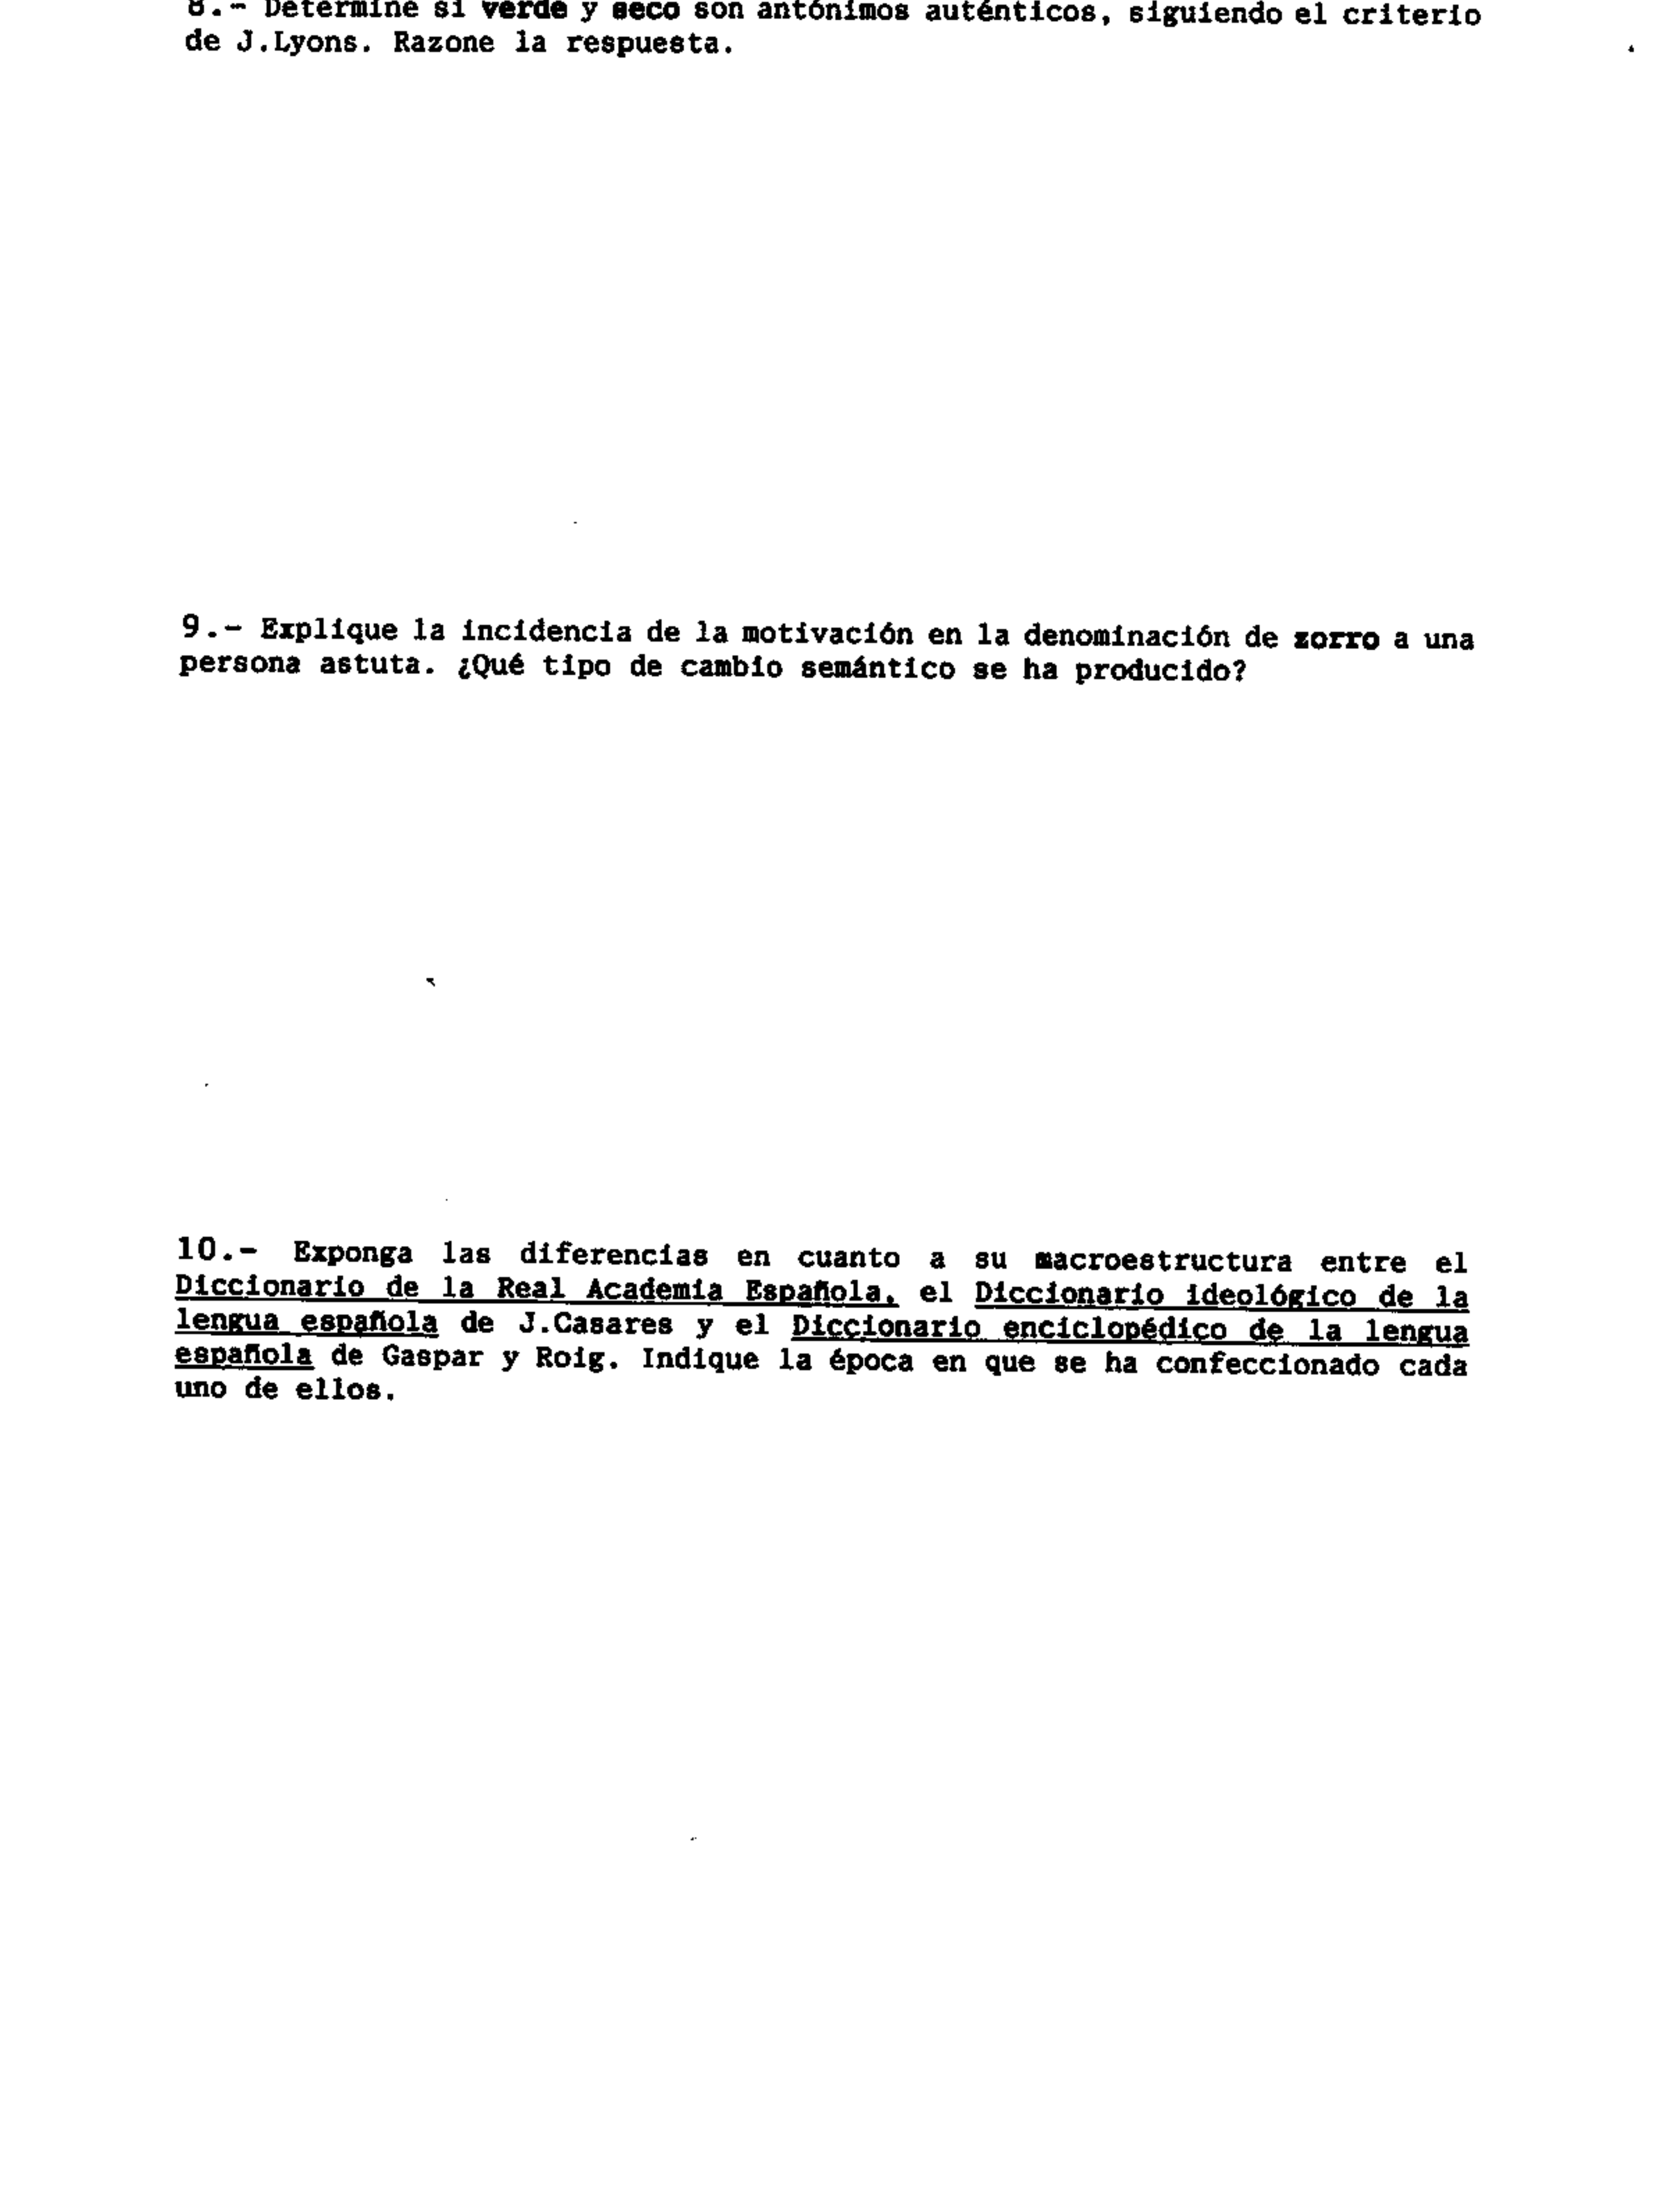 8.- Determine si verde y seco son antónimos auténticos, siguiendo el criterio
de J.Lyons. Razone la respuesta.
9.- Explique la incidencia de la motivación en la denominación de zorro a una
persona astuta. ¿Qué tipo de cambio semántico se ha producido?
10.- Exponga las diferencias en cuanto a su macroestructura entre el
Diccionario de la Real Academia Española, el Diccionario ideológico de la
lengua española de J.Casares y el Diccionario enciclopédico de la lengua
española de Gaspar y Roig. Indique la época en que se ha confeccionado cada
uno de ellos.